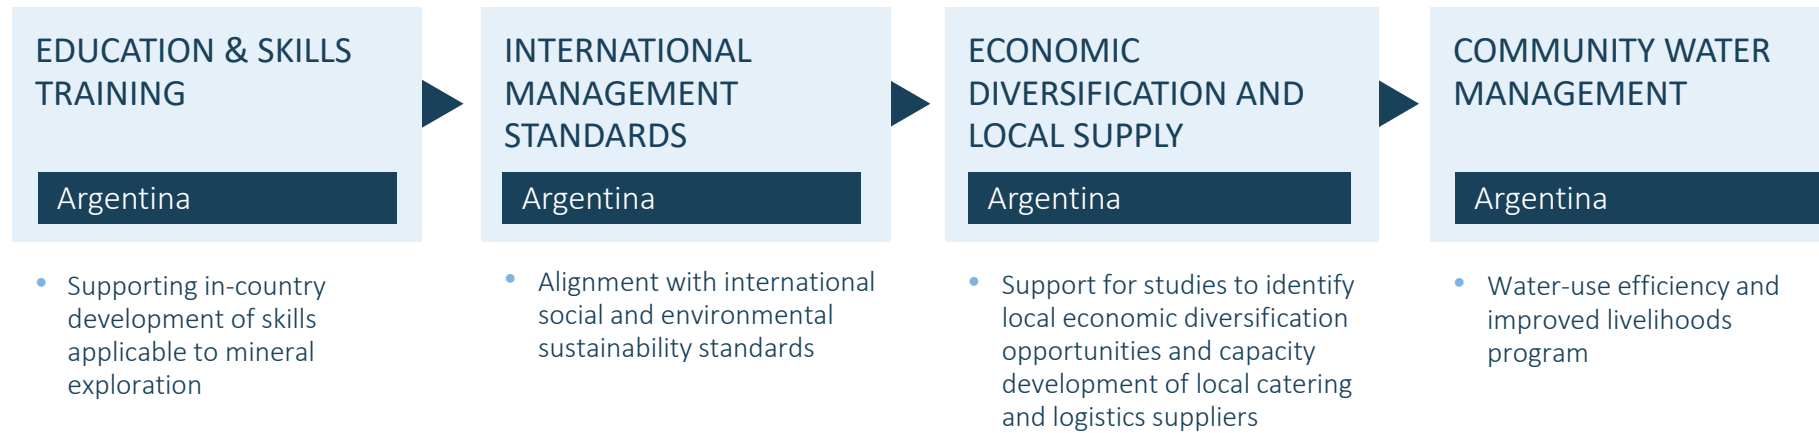 EDUCATION & SKILLS
TRAINING
Argentina
• Supporting in-country
development of skills
applicable to mineral
exploration
INTERNATIONAL
MANAGEMENT
STANDARDS
Argentina
• Alignment with international
social and environmental
sustainability standards
ECONOMIC
DIVERSIFICATION AND
LOCAL SUPPLY
Argentina
• Support for studies to identify
local economic diversification
opportunities and capacity
development of local catering
and logistics suppliers
COMMUNITY WATER
MANAGEMENT
Argentina
• Water-use efficiency and
improved livelihoods
program